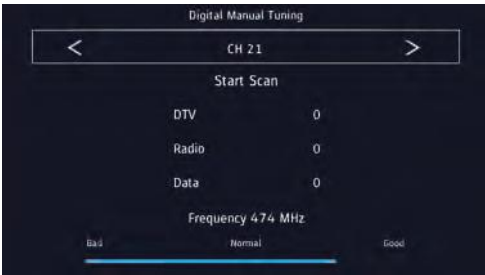 Digital Manual Tuning
< CH 21 >
Start Scan
DTV 0
Radio 0
Data 0
Frequency 474 MHz
Bad Normal Good